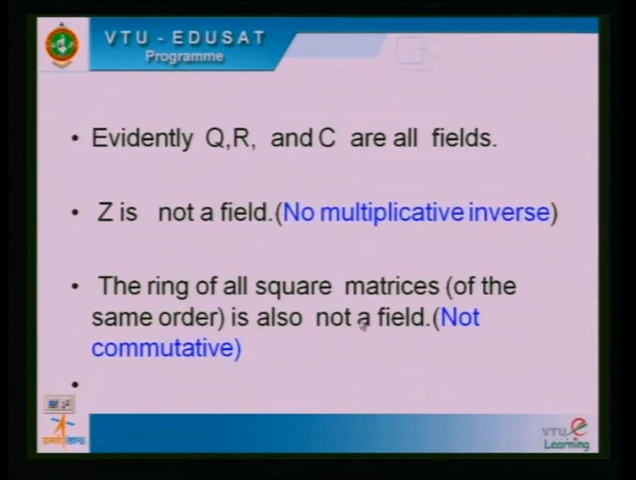 VTU - EDUSAT
Programme
• Evidently Q,R, and C are all fields.
• Z is not a field.(No multiplicative inverse)
• The ring of all square matrices (of the
same order) is also not a field.(Not
commutative)
•
VTU e
Learning